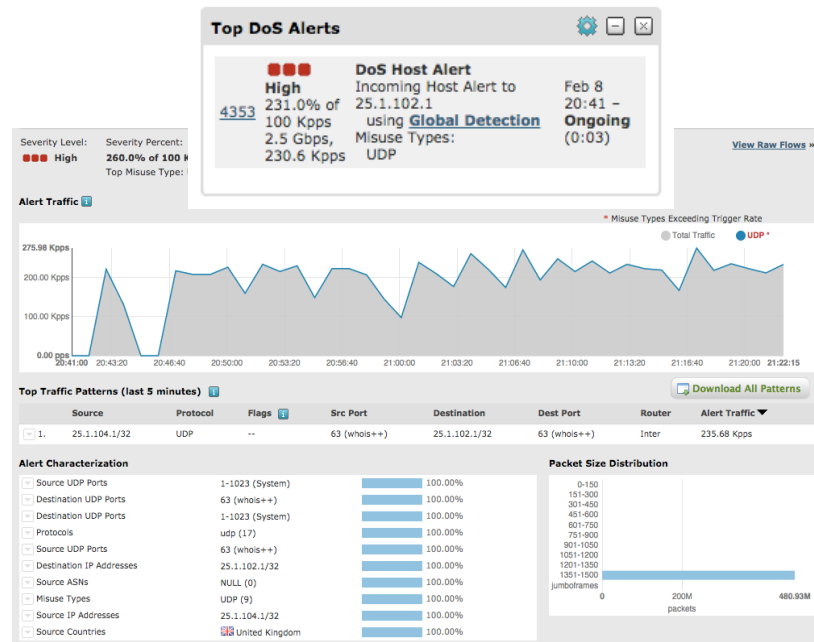 Top DoS Alerts
4353
High
231.0% of
100 Kpps
2.5 Gbps,
230.6 Kpps
DoS Host Alert
Incoming Host Alert to
25.1.102.1
using Global Detection
Misuse Types:
UDP
Feb 8
20:41 –
Ongoing
(0:03)
Severity Level: Severity Percent:
High 260.0% of 100 K
Top Misuse Type:
View Raw Flows »
Alert Traffic i
* Misuse Types Exceeding Trigger Rate
Total Traffic UDP *
275.98 Kpps
200.00 Kpps
100.00 Kpps
0.00 pps
20:41:00 20:43:20 20:46:40 20:50:00 20:53:20 20:56:40 21:00:00 21:03:20 21:06:40 21:10:00 21:13:20 21:16:40 21:20:00 21:22:15
Top Traffic Patterns (last 5 minutes) i
Download All Patterns
Source Protocol Flags i Src Port Destination Dest Port Router Alert Traffic
1. 25.1.104.1/32 UDP -- 63 (whois++) 25.1.102.1/32 63 (whois++) Inter 235.68 Kpps
Alert Characterization
Source UDP Ports 1-1023 (System) 100.00%
Destination UDP Ports 63 (whois++) 100.00%
Destination UDP Ports 1-1023 (System) 100.00%
Protocols udp (17) 100.00%
Source UDP Ports 63 (whois++) 100.00%
Destination IP Addresses 25.1.102.1/32 100.00%
Source ASNs NULL (0) 100.00%
Misuse Types UDP (9) 100.00%
Source IP Addresses 25.1.104.1/32 100.00%
Source Countries United Kingdom 100.00%
Packet Size Distribution
0-150
151-300
301-450
451-600
601-750
751-900
901-1050
1051-1200
1201-1350
1351-1500
jumboframes
0 200M 480.93M
packets